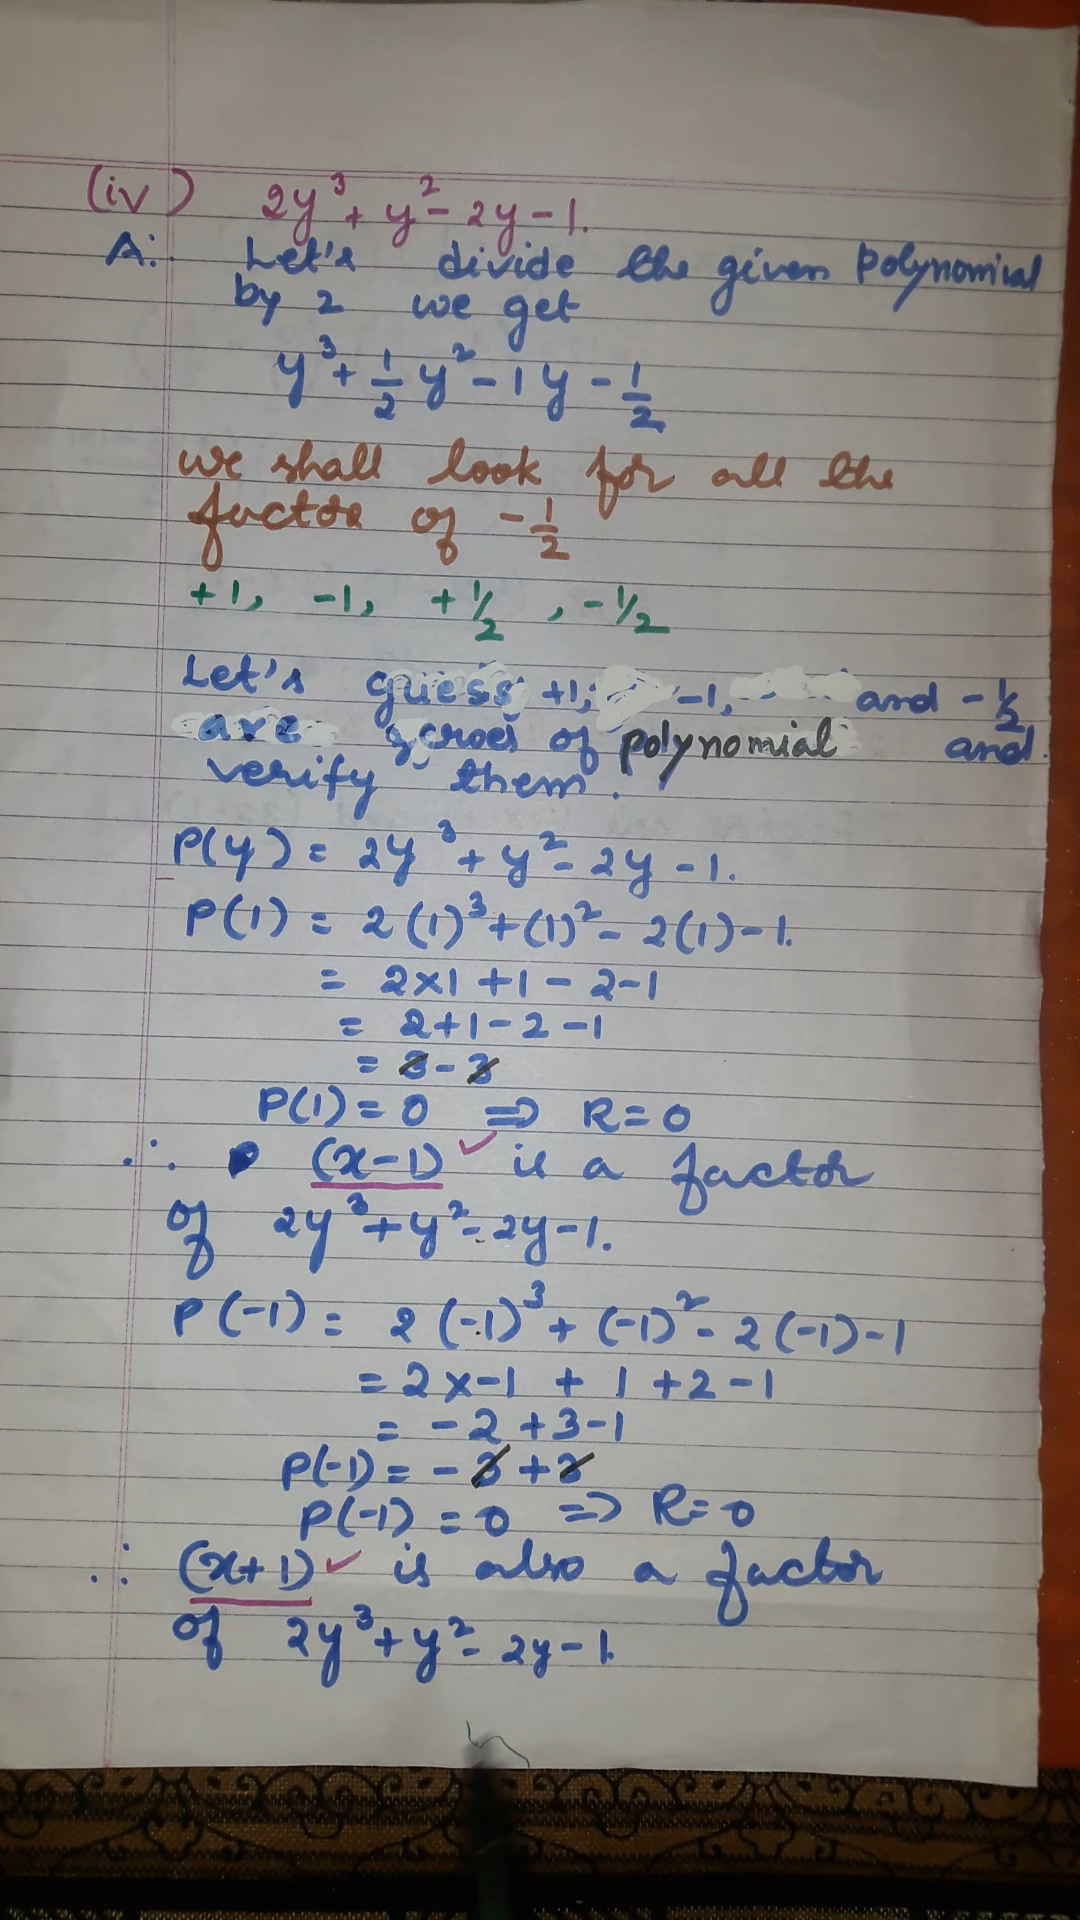 (iv) 2y³ + y² - 2y - 1.
A:. Let's divide the given Polynomial
by 2 we get
y³ + 1/2 y² - 1y - 1/2
we shall look for all the
factors of - 1/2
+1, -1, +1/2, -1/2
Let's guess +1, -1, and -1/2
are zeroes of polynomial and
verify them.
P(y) = 2y³ + y² - 2y - 1.
P(1) = 2(1)³ + (1)² - 2(1) - 1.
= 2×1 + 1 - 2 - 1
= 2 + 1 - 2 - 1
= 3 - 3
P(1) = 0 ⇒ R = 0
∴ (x-1) ✓ is a factor
of 2y³ + y² - 2y - 1.
P(-1) = 2(-1)³ + (-1)² - 2(-1) - 1
= 2 × -1 + 1 + 2 - 1
= -2 + 3 - 1
P(-1) = -3 + 3
P(-1) = 0 ⇒ R = 0
∴ (x+1) ✓ is also a factor
of 2y³ + y² - 2y - 1.